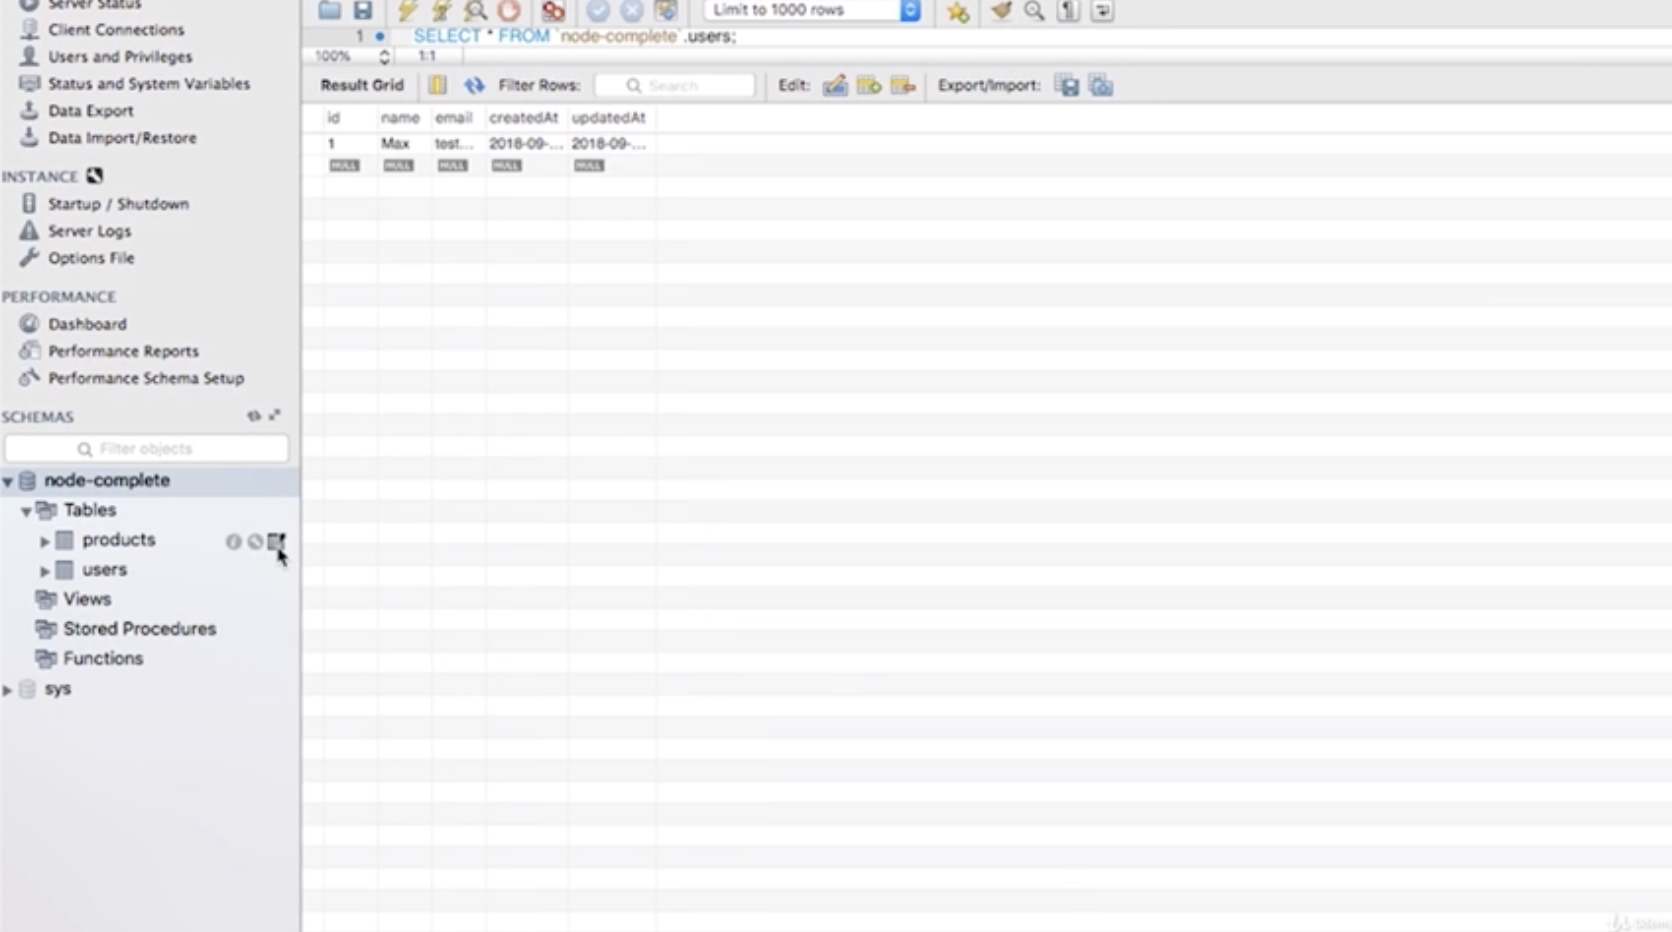 Server Status
Client Connections
Users and Privileges
Status and System Variables
Data Export
Data Import/Restore
INSTANCE
Startup / Shutdown
Server Logs
Options File
PERFORMANCE
Dashboard
Performance Reports
Performance Schema Setup
SCHEMAS
Filter objects
node-complete
Tables
products
users
Views
Stored Procedures
Functions
sys
Limit to 1000 rows
1 SELECT * FROM `node-complete`.users;
100% 1:1
Result Grid Filter Rows: Search Edit: Export/Import:
id name email createdAt updatedAt
1 Max test... 2018-09-... 2018-09-...
NULL NULL NULL NULL NULL